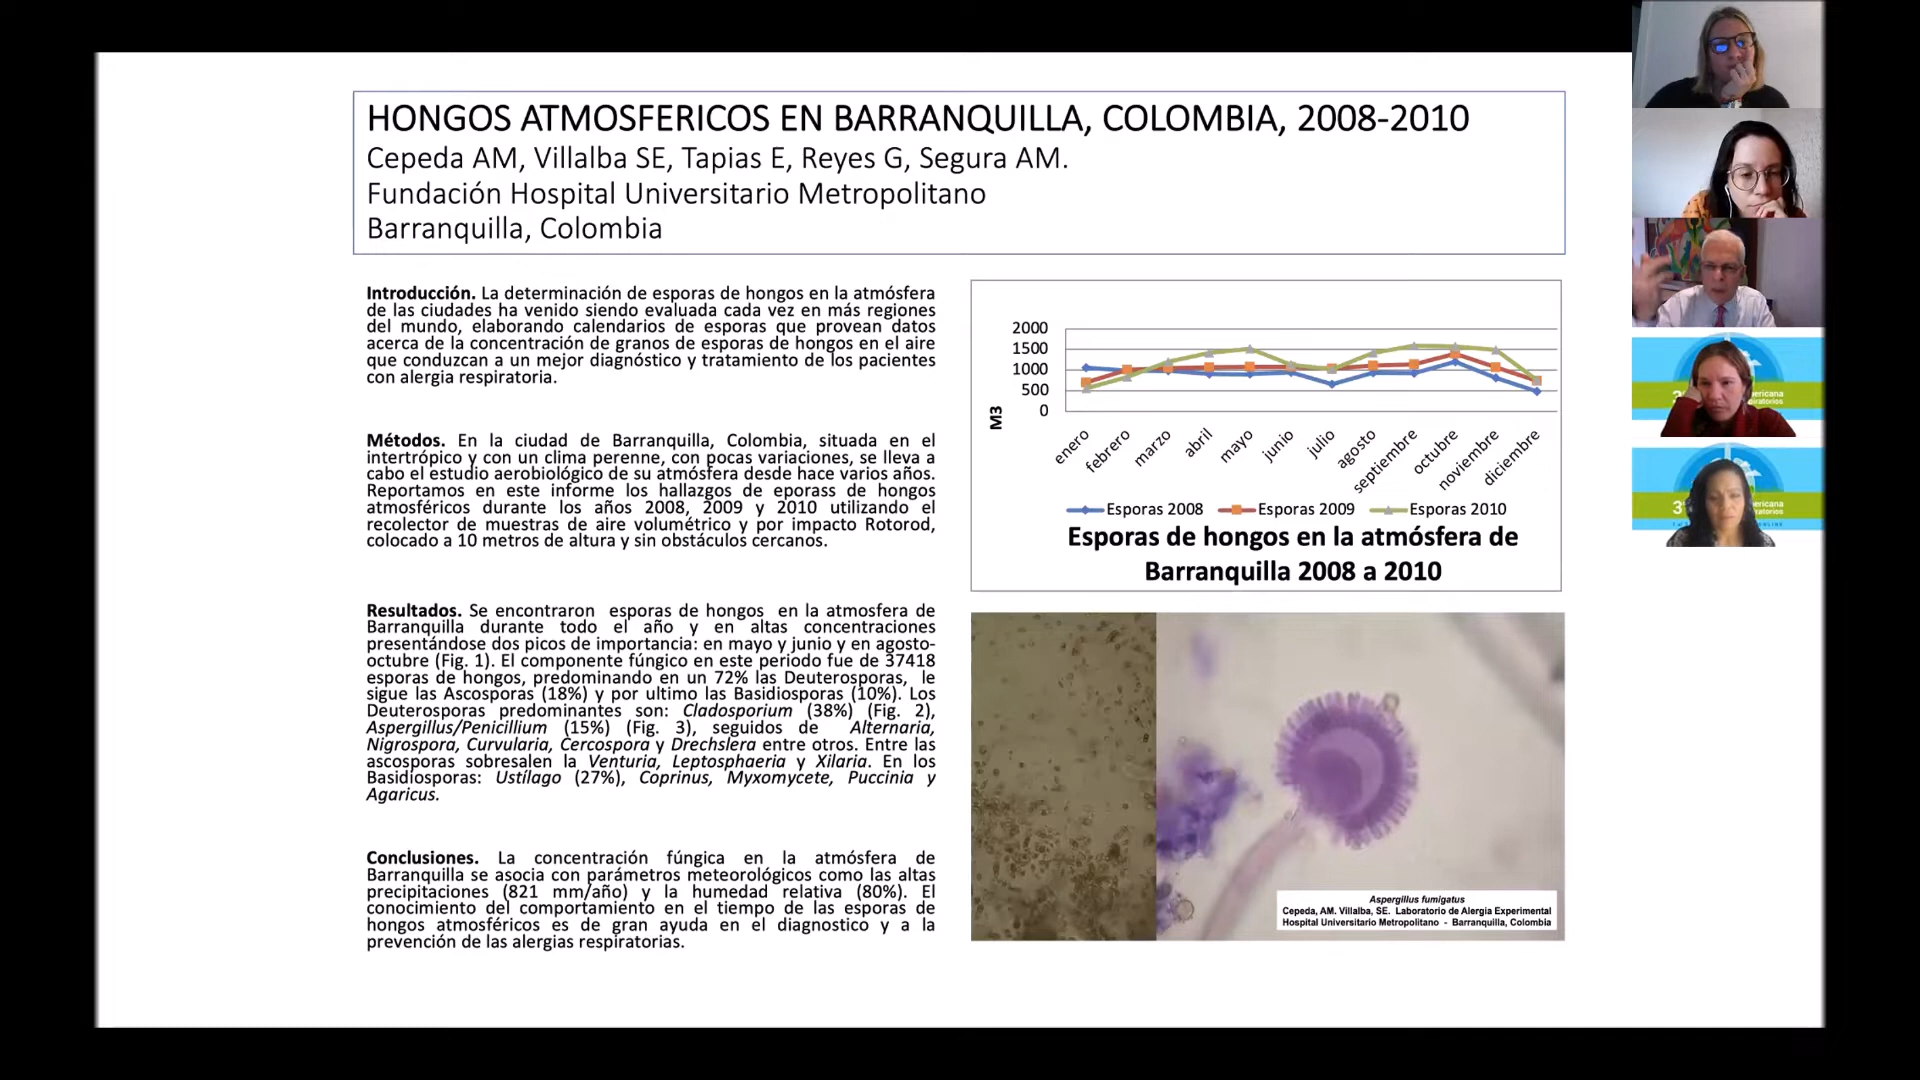 HONGOS ATMOSFERICOS EN BARRANQUILLA, COLOMBIA, 2008-2010
Cepeda AM, Villalba SE, Tapias E, Reyes G, Segura AM.
Fundación Hospital Universitario Metropolitano
Barranquilla, Colombia
Introducción. La determinación de esporas de hongos en la atmósfera
de las ciudades ha venido siendo evaluada cada vez en más regiones
del mundo, elaborando calendarios de esporas que provean datos
acerca de la concentración de granos de esporas de hongos en el aire
que conduzcan a un mejor diagnóstico y tratamiento de los pacientes
con alergia respiratoria.
Métodos. En la ciudad de Barranquilla, Colombia, situada en el
intertrópico y con un clima perenne, con pocas variaciones, se lleva a
cabo el estudio aerobiológico de su atmósfera desde hace varios años.
Reportamos en este informe los hallazgos de eporass de hongos
atmosféricos durante los años 2008, 2009 y 2010 utilizando el
recolector de muestras de aire volumétrico y por impacto Rotorod,
colocado a 10 metros de altura y sin obstáculos cercanos.
Resultados. Se encontraron esporas de hongos en la atmosfera de
Barranquilla durante todo el año y en altas concentraciones
presentándose dos picos de importancia: en mayo y junio y en agosto-
octubre (Fig. 1). El componente fúngico en este periodo fue de 37418
esporas de hongos, predominando en un 72% las Deuterosporas, le
sigue las Ascosporas (18%) y por ultimo las Basidiosporas (10%). Los
Deuterosporas predominantes son: Cladosporium (38%) (Fig. 2),
Aspergillus/Penicillium (15%) (Fig. 3), seguidos de Alternaria,
Nigrospora, Curvularia, Cercospora y Drechslera entre otros. Entre las
ascosporas sobresalen la Venturia, Leptosphaeria y Xilaria. En los
Basidiosporas: Ustílago (27%), Coprinus, Myxomycete, Puccinia y
Agaricus.
Conclusiones. La concentración fúngica en la atmósfera de
Barranquilla se asocia con parámetros meteorológicos como las altas
precipitaciones (821 mm/año) y la humedad relativa (80%). El
conocimiento del comportamiento en el tiempo de las esporas de
hongos atmosféricos es de gran ayuda en el diagnostico y a la
prevención de las alergias respiratorias.
2000
1500
1000
500
0
M3
enero
febrero
marzo
abril
mayo
junio
julio
agosto
septiembre
octubre
noviembre
diciembre
Esporas 2008
Esporas 2009
Esporas 2010
Esporas de hongos en la atmósfera de
Barranquilla 2008 a 2010
Aspergillus fumigatus
Cepeda, AM. Villalba, SE. Laboratorio de Alergia Experimental
Hospital Universitario Metropolitano - Barranquilla, Colombia